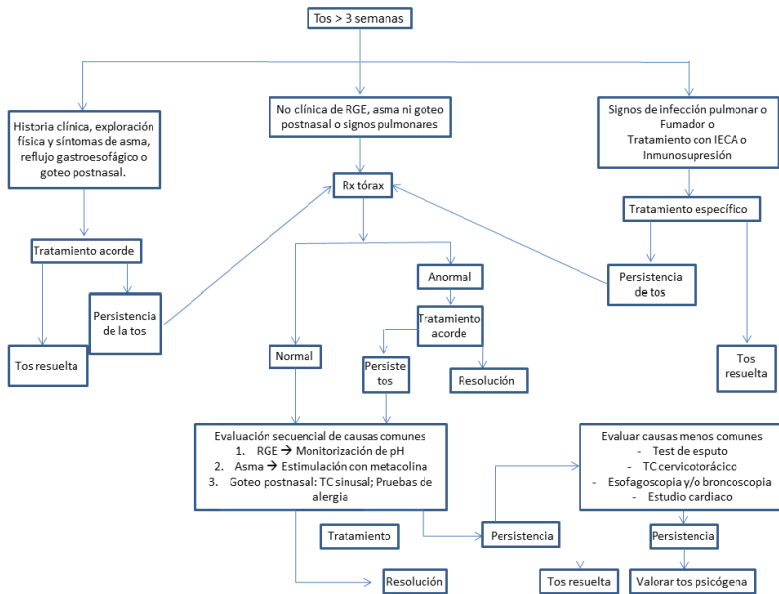 Tos > 3 semanas
Historia clínica, exploración
física y síntomas de asma,
reflujo gastroesofágico o
goteo postnasal.
No clínica de RGE, asma ni goteo
postnasal o signos pulmonares
Signos de infección pulmonar o
Fumador o
Tratamiento con IECA o
Inmunosupresión
Rx tórax
Tratamiento específico
Tratamiento acorde
Anormal
Persistencia
de tos
Persistencia
de la tos
Tratamiento
acorde
Tos resuelta
Normal
Persiste
tos
Resolución
Tos
resuelta
Evaluación secuencial de causas comunes
1. RGE → Monitorización de pH
2. Asma → Estimulación con metacolina
3. Goteo postnasal: TC sinusal; Pruebas de
alergia
Evaluar causas menos comunes
- Test de esputo
- TC cervicotorácico
- Esofagoscopia y/o broncoscopia
- Estudio cardiaco
Tratamiento
Persistencia
Persistencia
Resolución
Tos resuelta
Valorar tos psicógena